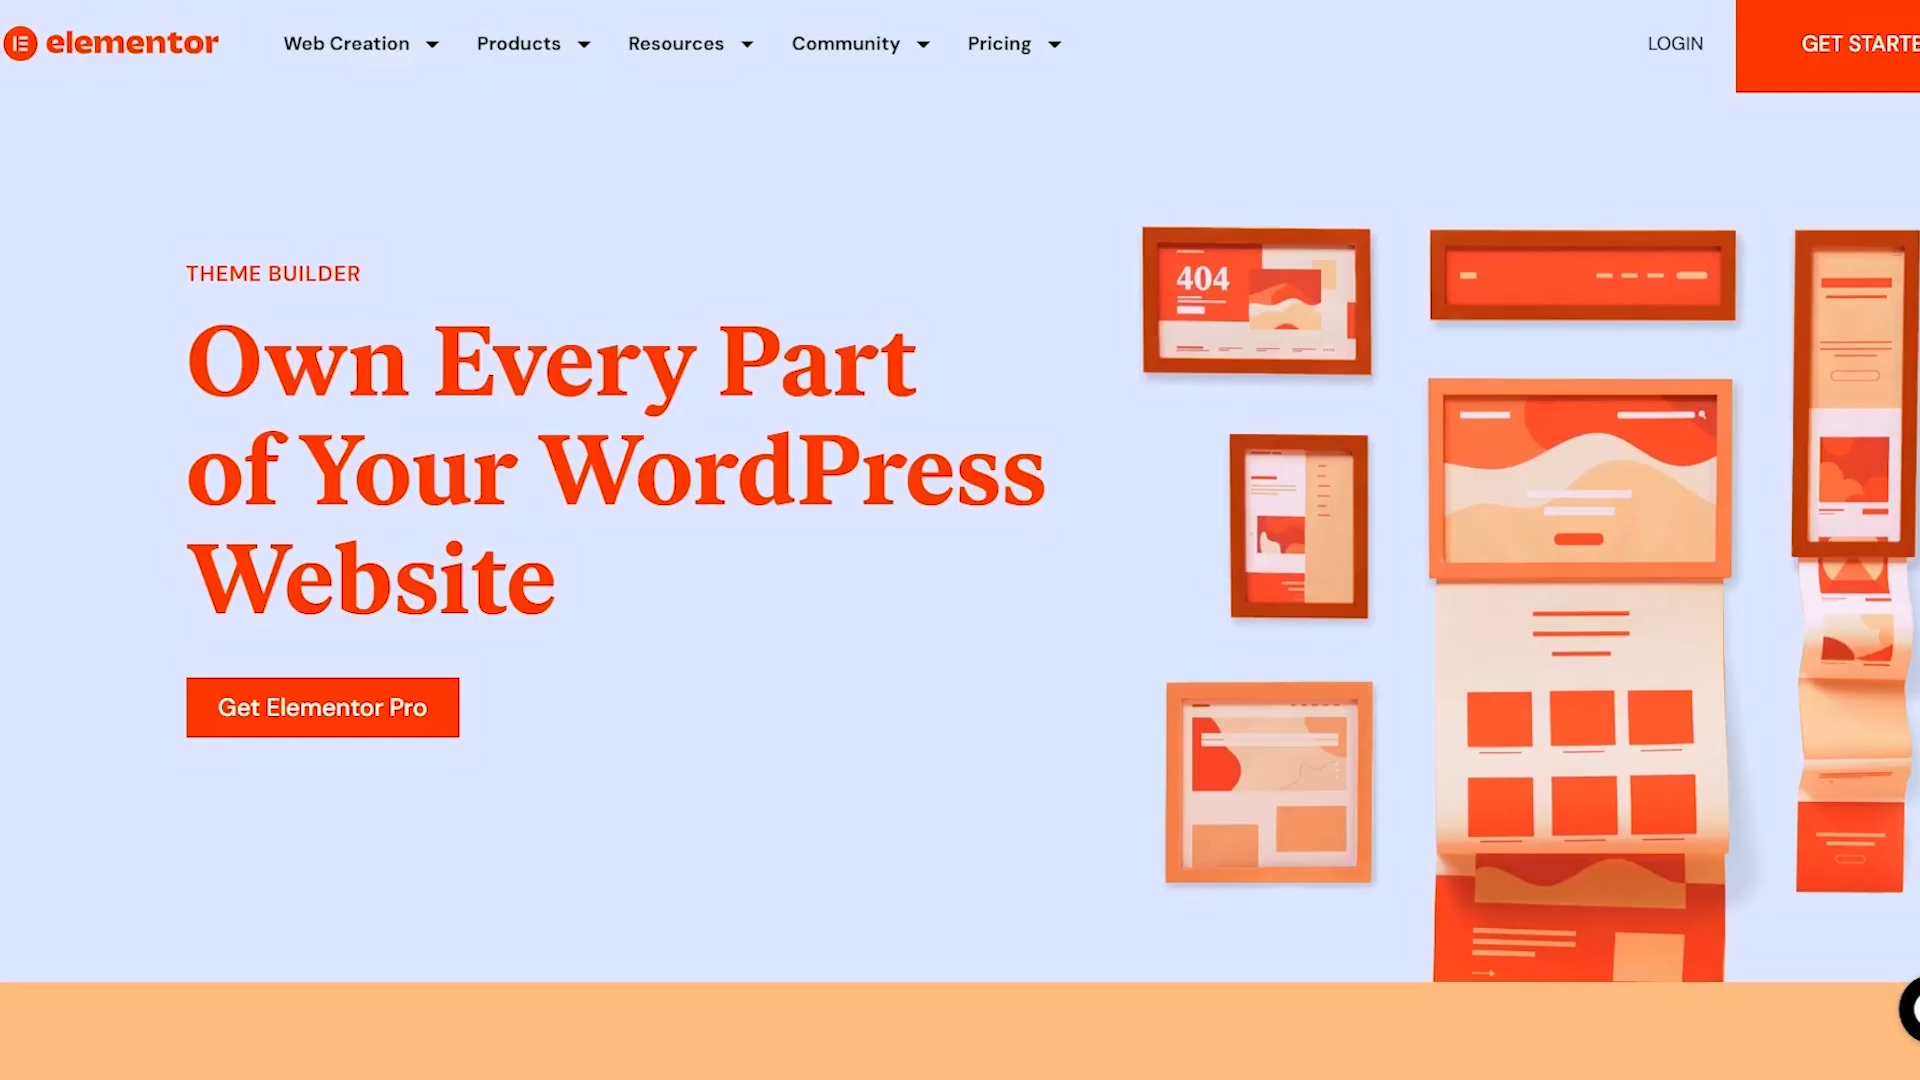 elementor
Web Creation
Products
Resources
Community
Pricing
LOGIN
GET STARTE
THEME BUILDER
Own Every Part
of Your WordPress
Website
Get Elementor Pro
404